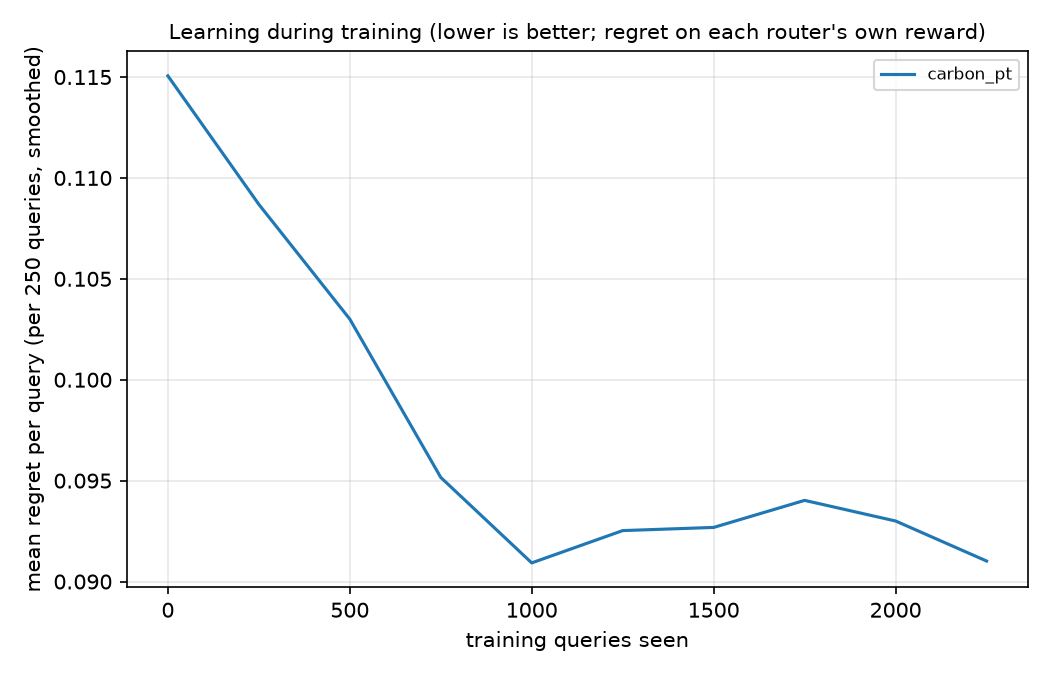 Learning during training (lower is better; regret on each router's own reward)
carbon_pt
mean regret per query (per 250 queries, smoothed)
0.115
0.110
0.105
0.100
0.095
0.090
0
500
1000
1500
2000
training queries seen